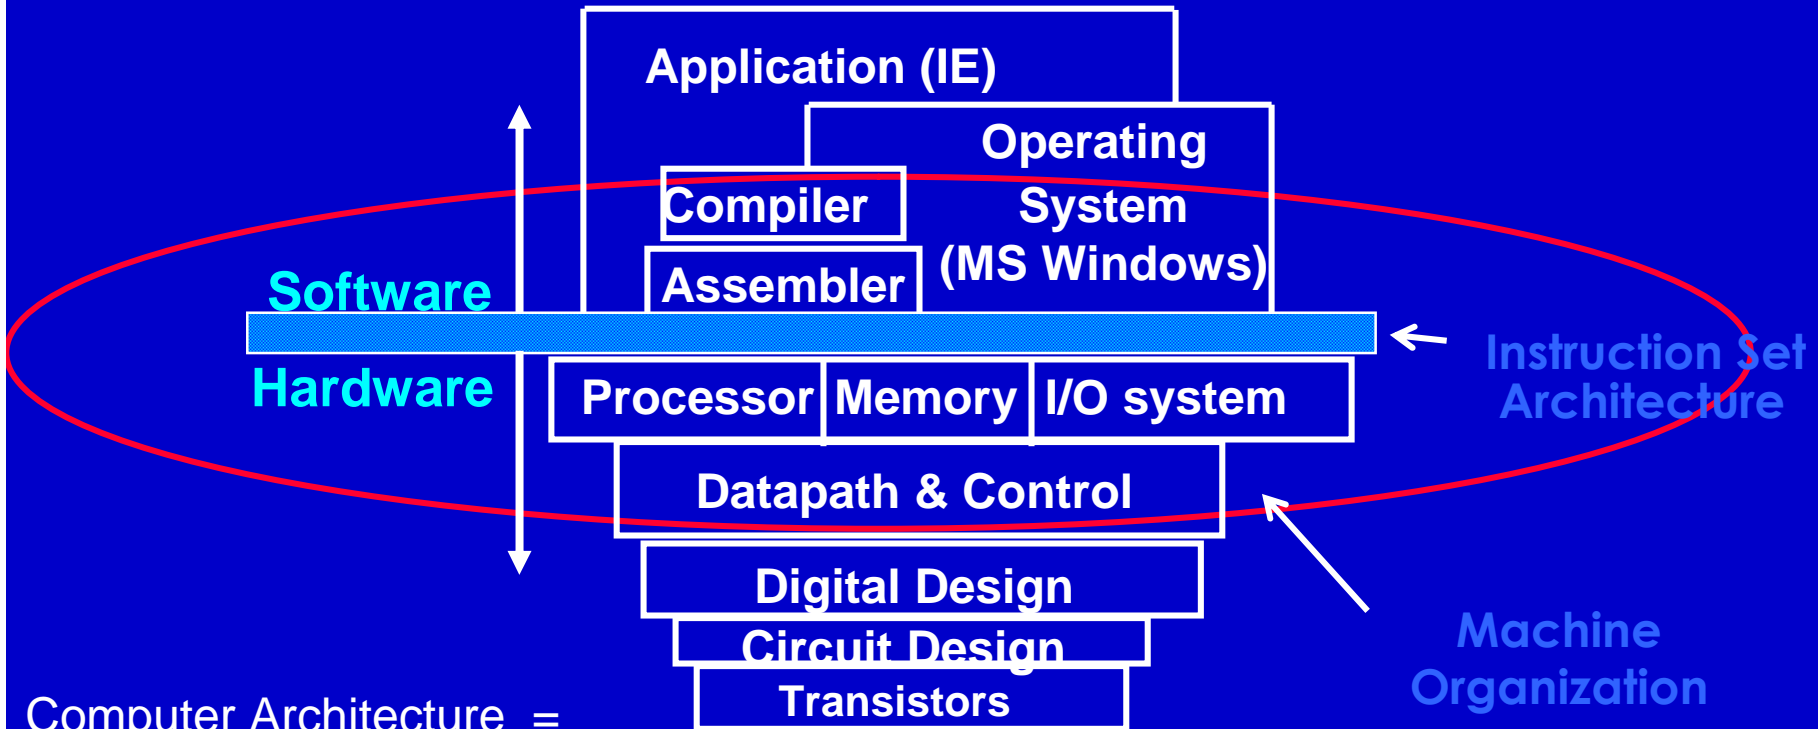 Application (IE)
Operating
System
(MS Windows)
Compiler
Assembler
Software
Hardware
Instruction Set
Architecture
Processor Memory I/O system
Datapath & Control
Digital Design
Circuit Design
Transistors
Machine
Organization
Computer Architecture =